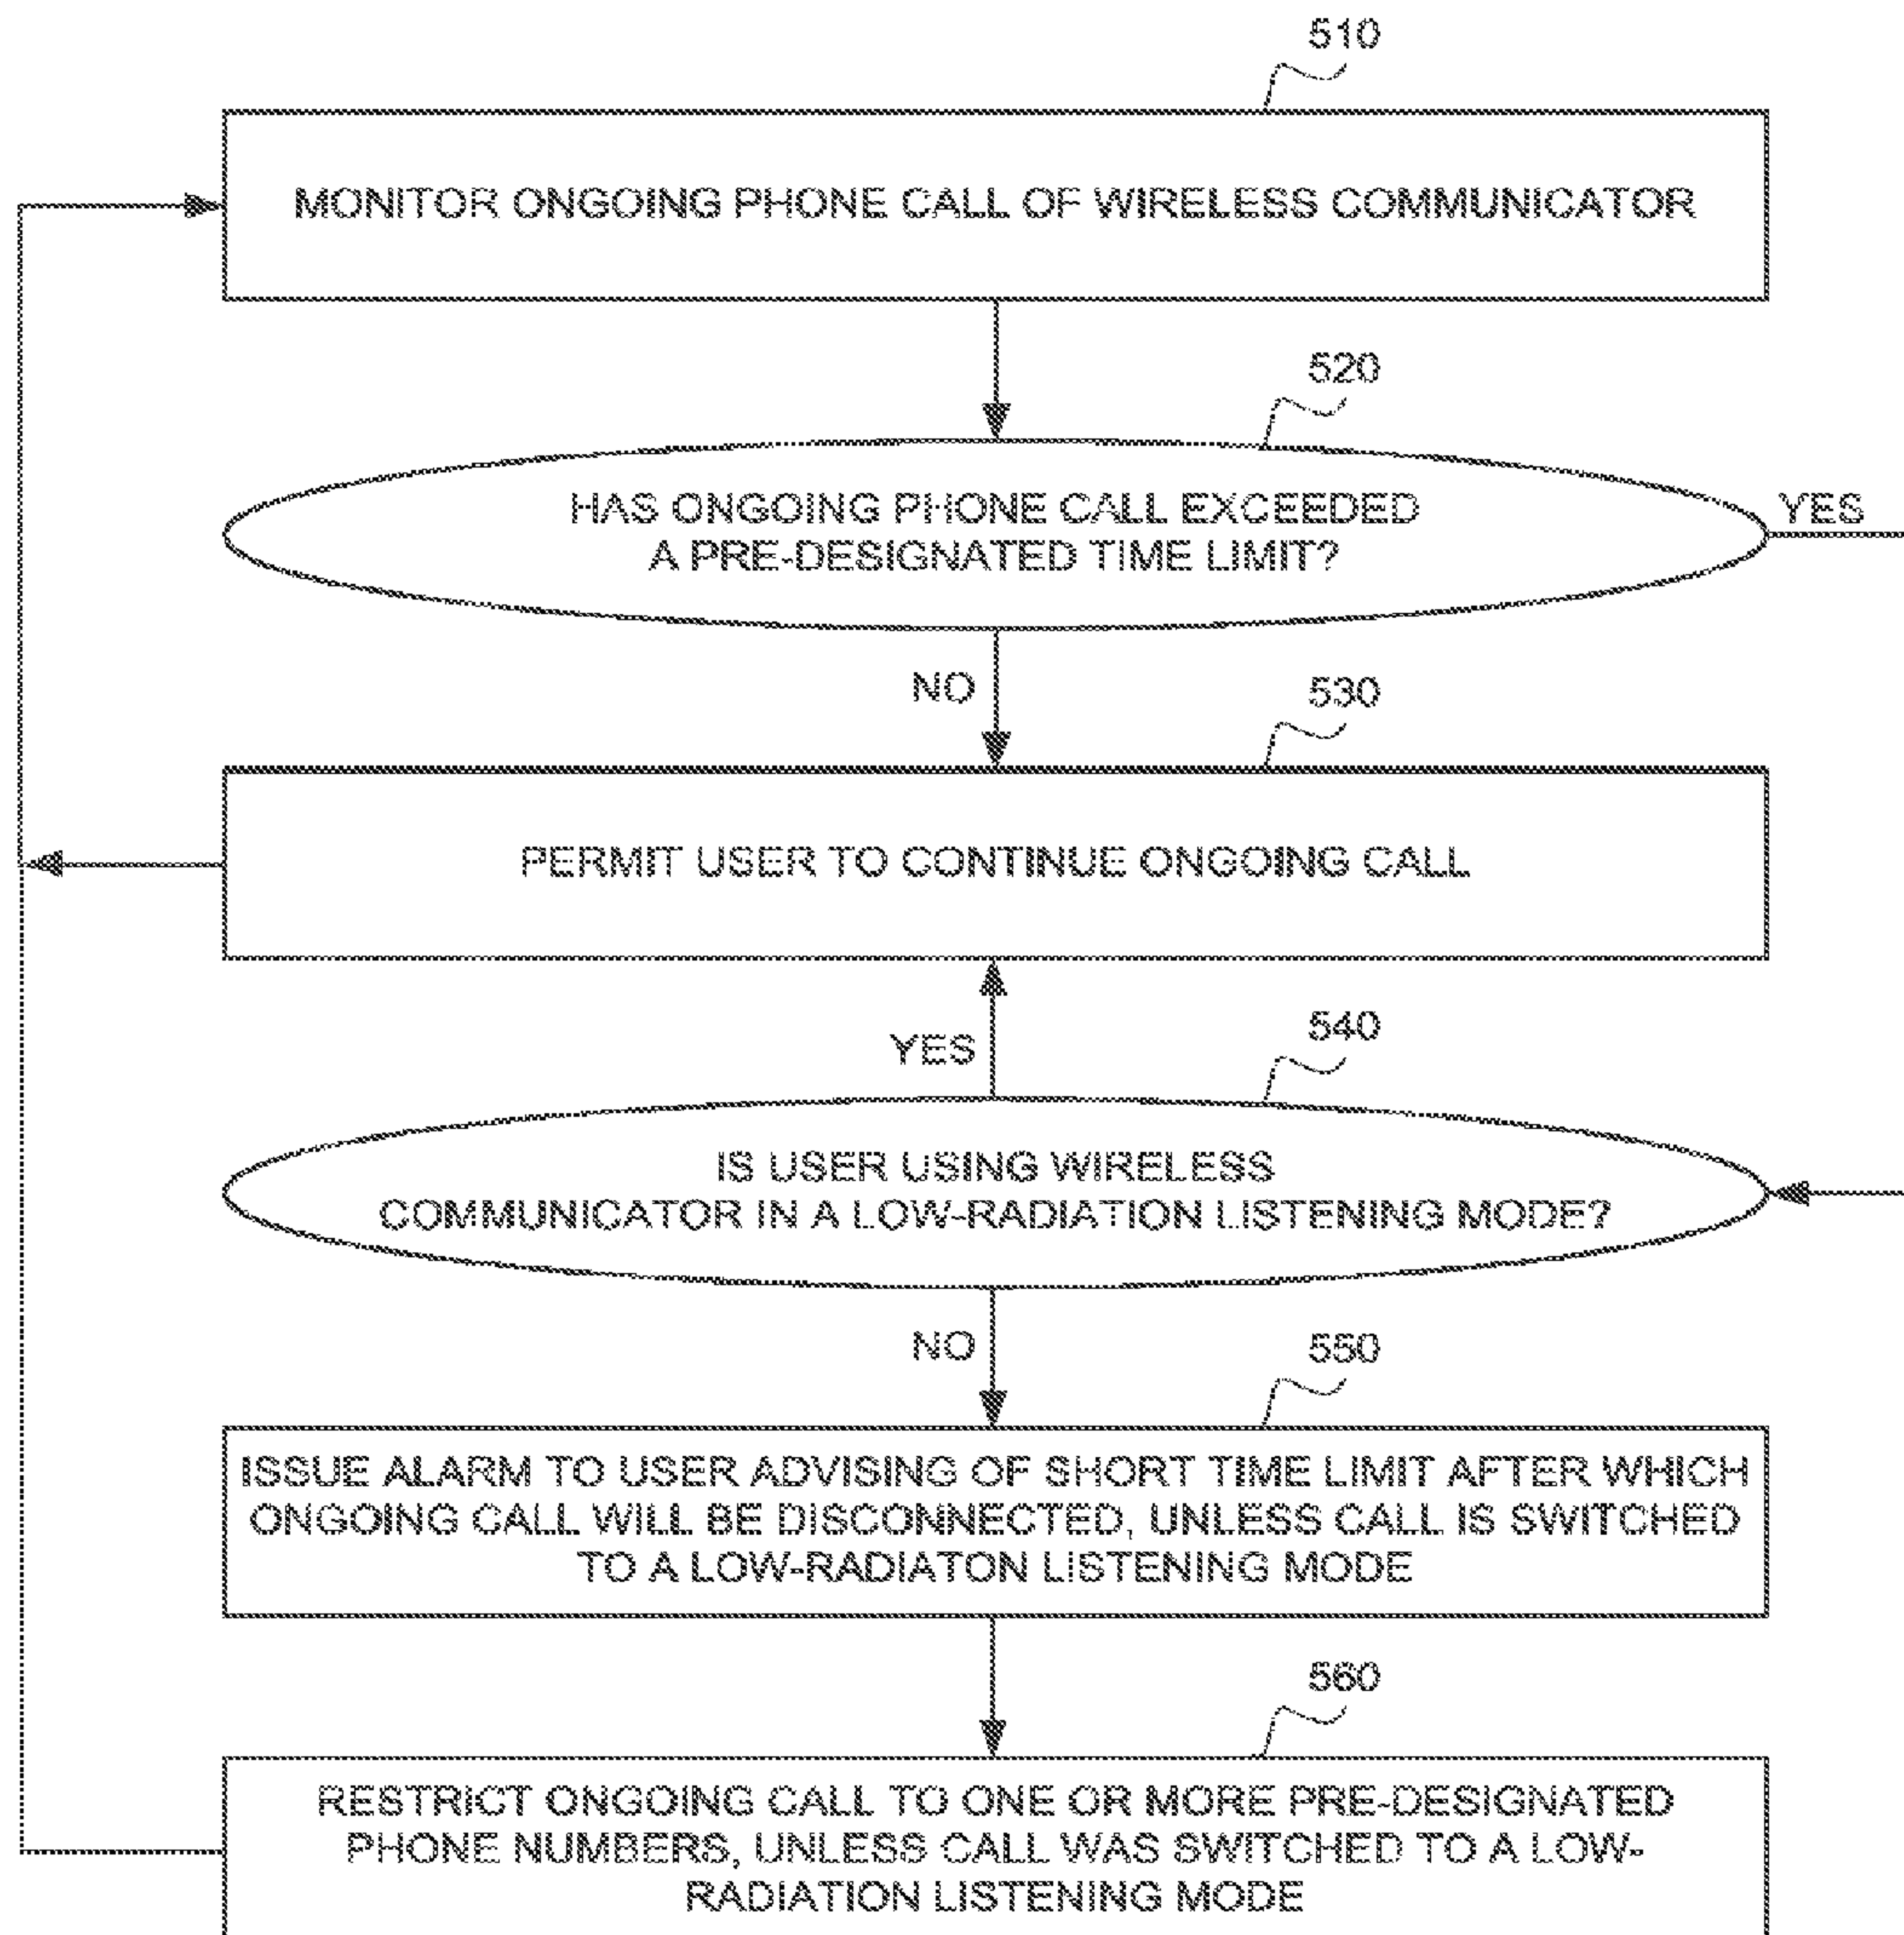 510
MONITOR ONGOING PHONE CALL OF WIRELESS COMMUNICATOR
520
HAS ONGOING PHONE CALL EXCEEDED
A PRE-DESIGNATED TIME LIMIT?
YES
NO
530
PERMIT USER TO CONTINUE ONGOING CALL
YES
540
IS USER USING WIRELESS
COMMUNICATOR IN A LOW-RADIATION LISTENING MODE?
NO
550
ISSUE ALARM TO USER ADVISING OF SHORT TIME LIMIT AFTER WHICH
ONGOING CALL WILL BE DISCONNECTED, UNLESS CALL IS SWITCHED
TO A LOW-RADIATON LISTENING MODE
560
RESTRICT ONGOING CALL TO ONE OR MORE PRE-DESIGNATED
PHONE NUMBERS, UNLESS CALL WAS SWITCHED TO A LOW-
RADIATION LISTENING MODE